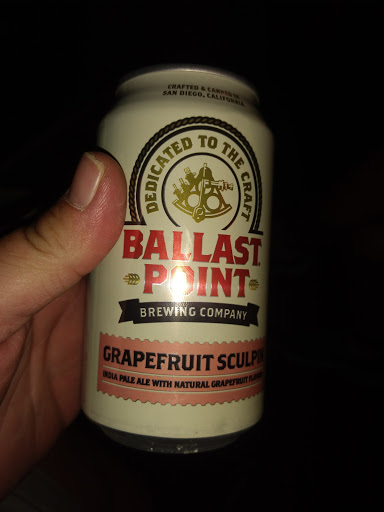 CRAFTED & CANNED IN
SAN DIEGO, CALIFORNIA
DEDICATED TO THE CRAFT
BALLAST
POINT
BREWING COMPANY
GRAPEFRUIT SCULPIN
INDIA PALE ALE WITH NATURAL GRAPEFRUIT